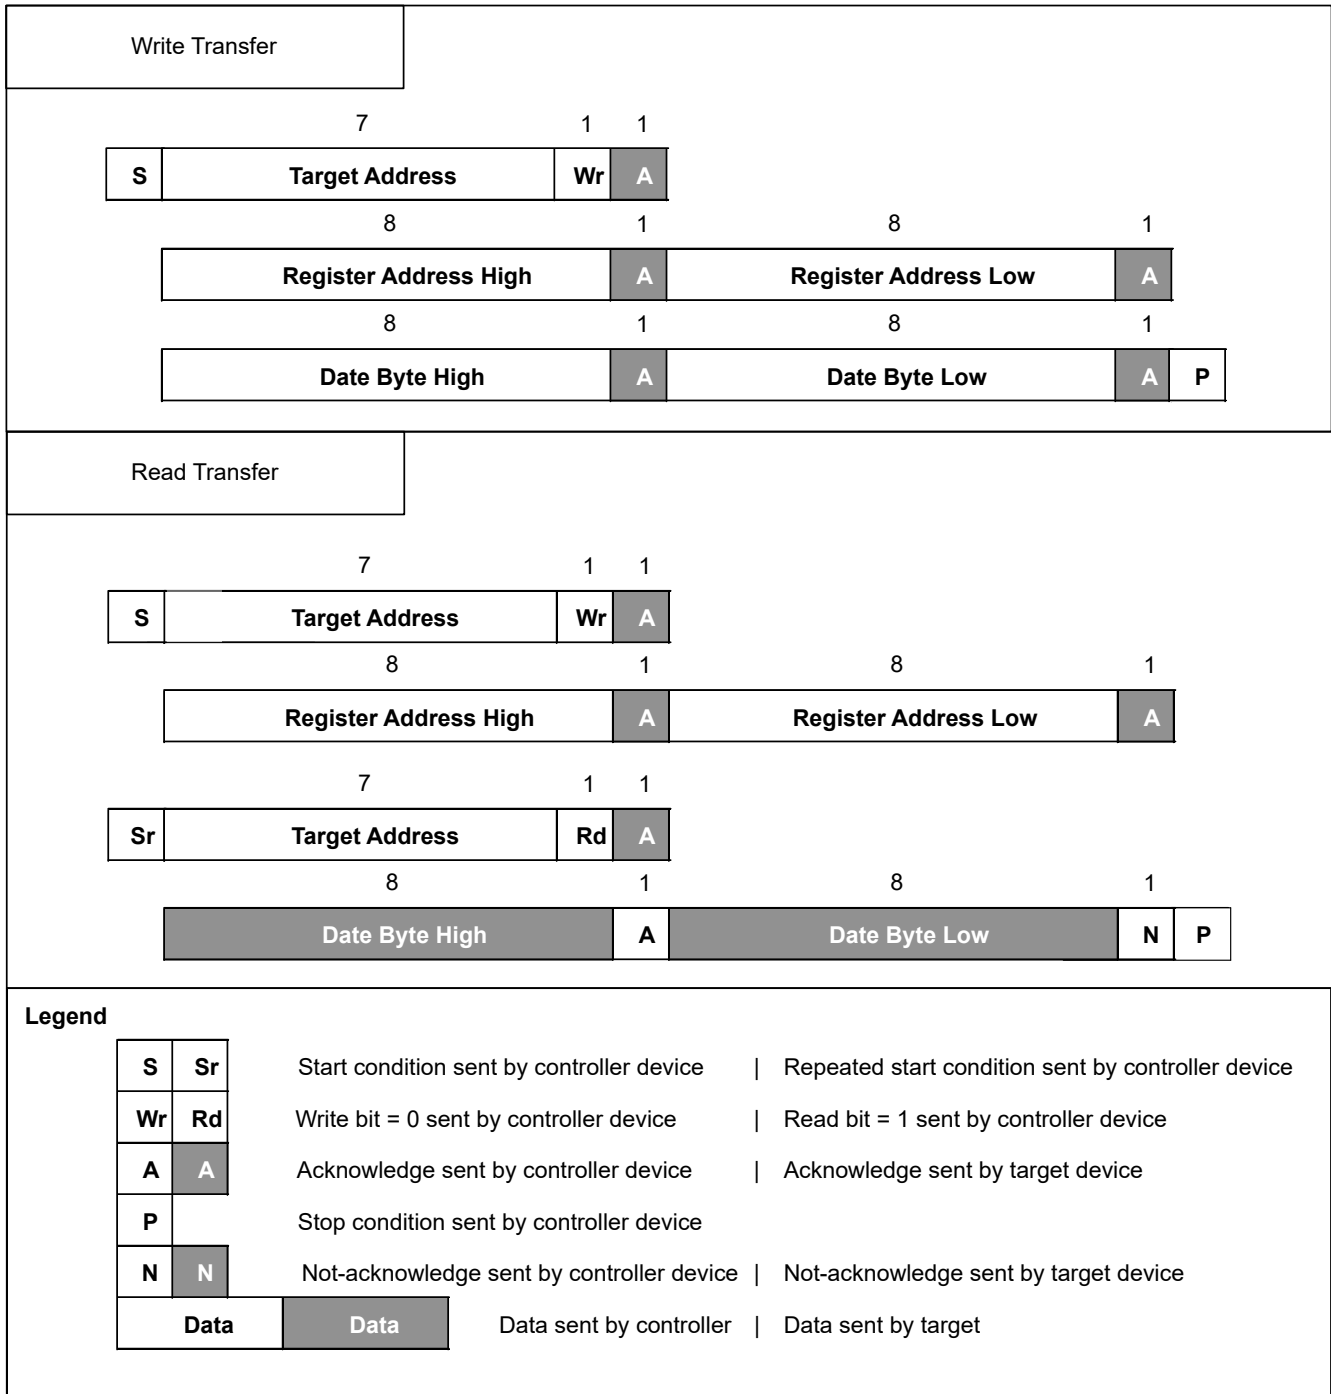 Write Transfer
7 1 1
S Target Address Wr A
8 1 8 1
Register Address High A Register Address Low A
8 1 8 1
Date Byte High A Date Byte Low A P
Read Transfer
7 1 1
S Target Address Wr A
8 1 8 1
Register Address High A Register Address Low A
7 1 1
Sr Target Address Rd A
8 1 8 1
Date Byte High A Date Byte Low N P
Legend
S Sr Start condition sent by controller device | Repeated start condition sent by controller device
Wr Rd Write bit = 0 sent by controller device | Read bit = 1 sent by controller device
A A Acknowledge sent by controller device | Acknowledge sent by target device
P Stop condition sent by controller device
N N Not-acknowledge sent by controller device | Not-acknowledge sent by target device
Data Data Data sent by controller | Data sent by target